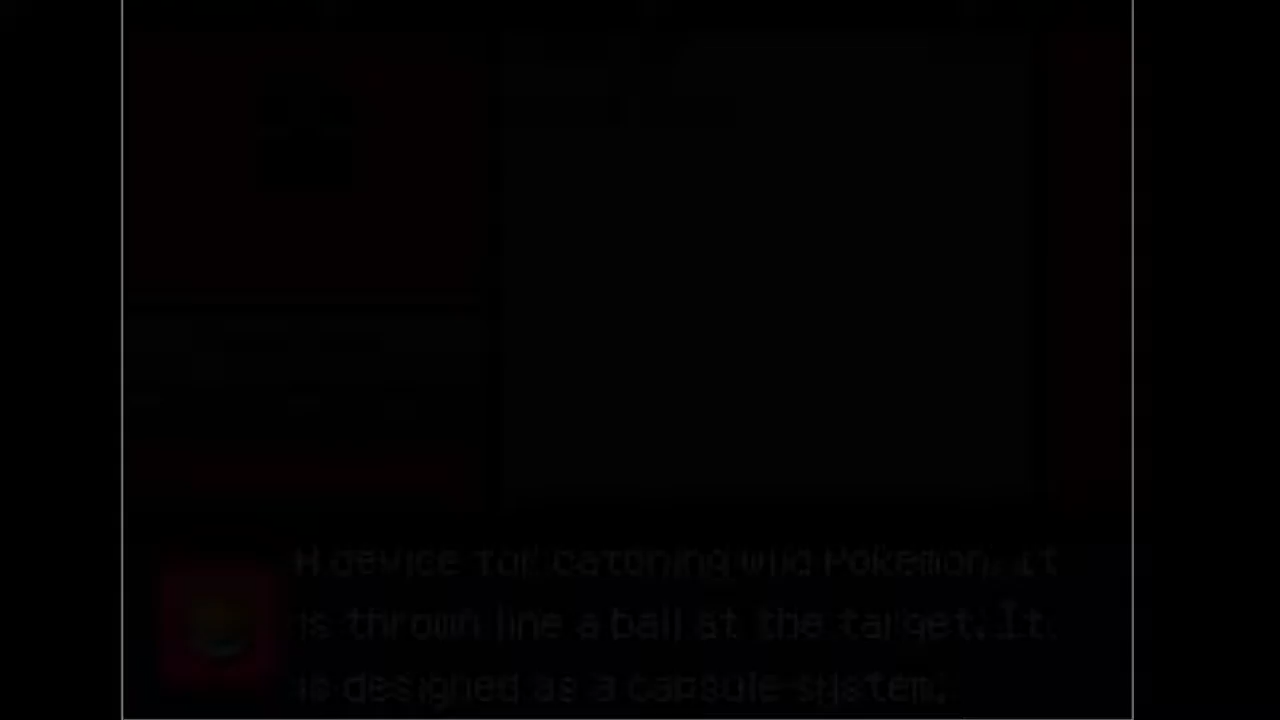 A device for catching wild Pokémon. It
is thrown like a ball at the target. It
is designed as a capsule system.